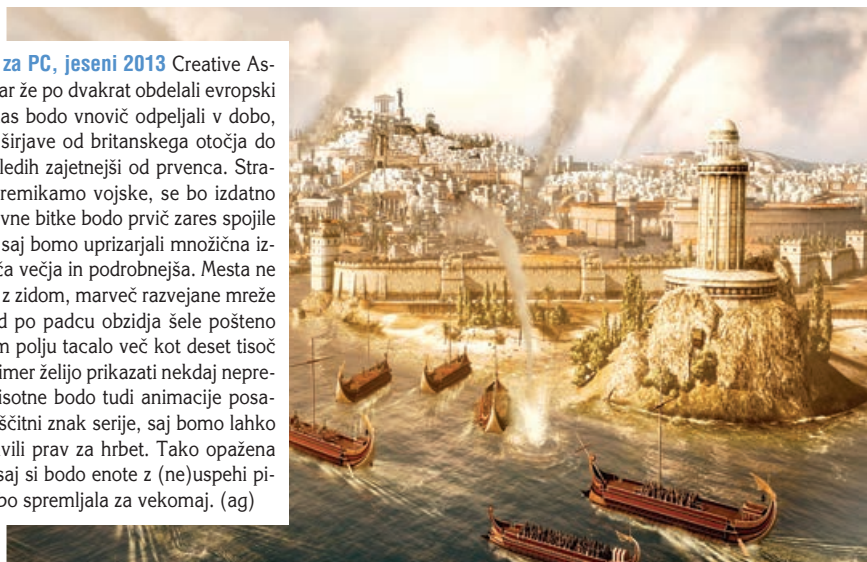 za PC, jeseni 2013 Creative As-
ar že po dvakrat obdelali evropski
as bodo vnovič odpeljali v dobo,
širjave od britanskega otočja do
ledih zajetnejši od prvenca. Stra-
remikamo vojske, se bo izdatno
vne bitke bodo prvič zares spojile
saj bomo uprizarjali množična iz-
ča večja in podrobnejša. Mesta ne
z zidom, marveč razvejane mreže
d po padcu obzidja šele pošteno
m polju tacalo več kot deset tisoč
imer želijo prikazati nekdaj nepre-
isotne bodo tudi animacije posa-
ščitni znak serije, saj bomo lahko
vili prav za hrbet. Tako opažena
saj si bodo enote z (ne)uspehi pi-
bo spremljala za vekomaj. (ag)